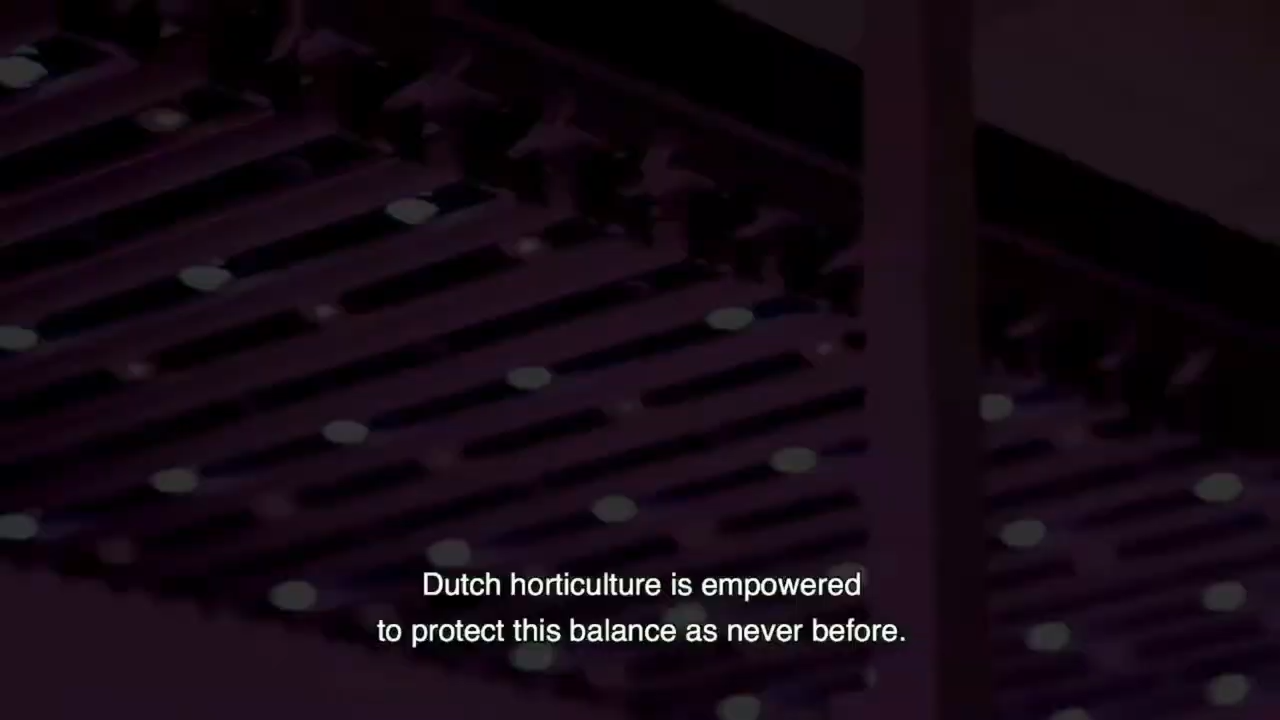 Dutch horticulture is empowered
to protect this balance as never before.